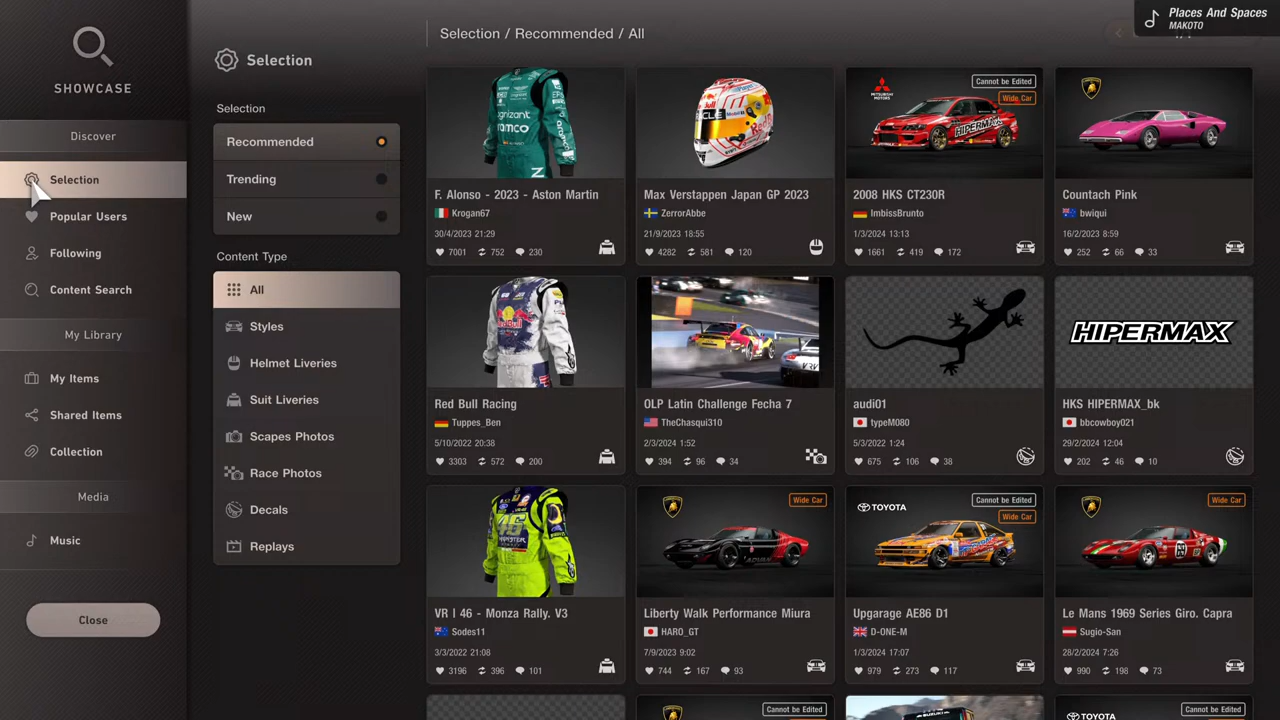 SHOWCASE
Discover
Selection
Popular Users
Following
Content Search
My Library
My Items
Shared Items
Collection
Media
Music
Close
Selection
Selection
Recommended
Trending
New
Content Type
All
Styles
Helmet Liveries
Suit Liveries
Scapes Photos
Race Photos
Decals
Replays
Selection / Recommended / All
Places And Spaces
MAKOTO
F. Alonso - 2023 - Aston Martin
Krogan67
30/4/2023 21:29
7001 752 230
Max Verstappen Japan GP 2023
ZerrorAbbe
21/9/2023 18:55
4282 581 120
Cannot be Edited
Wide Car
2008 HKS CT230R
ImbissBrunto
1/3/2024 13:13
1661 419 172
Countach Pink
bwiqui
16/2/2023 8:59
252 66 33
Red Bull Racing
Tuppes_Ben
5/10/2022 20:38
3303 572 200
OLP Latin Challenge Fecha 7
TheChasqui310
2/3/2024 1:52
394 96 34
audi01
typeM080
5/3/2022 1:24
675 106 38
HIPERMAX
HKS HIPERMAX_bk
bbcowboy021
29/2/2024 12:04
202 46 10
VR | 46 - Monza Rally. V3
Sodes11
3/3/2022 21:08
3196 396 101
Wide Car
Liberty Walk Performance Miura
HARO_GT
7/9/2023 9:02
744 167 93
TOYOTA
Cannot be Edited
Wide Car
Upgarage AE86 D1
D-ONE-M
1/3/2024 17:07
979 273 117
Wide Car
Le Mans 1969 Series Giro. Capra
Sugio-San
28/2/2024 7:26
990 198 73
Cannot be Edited
TOYOTA
Cannot be Edited